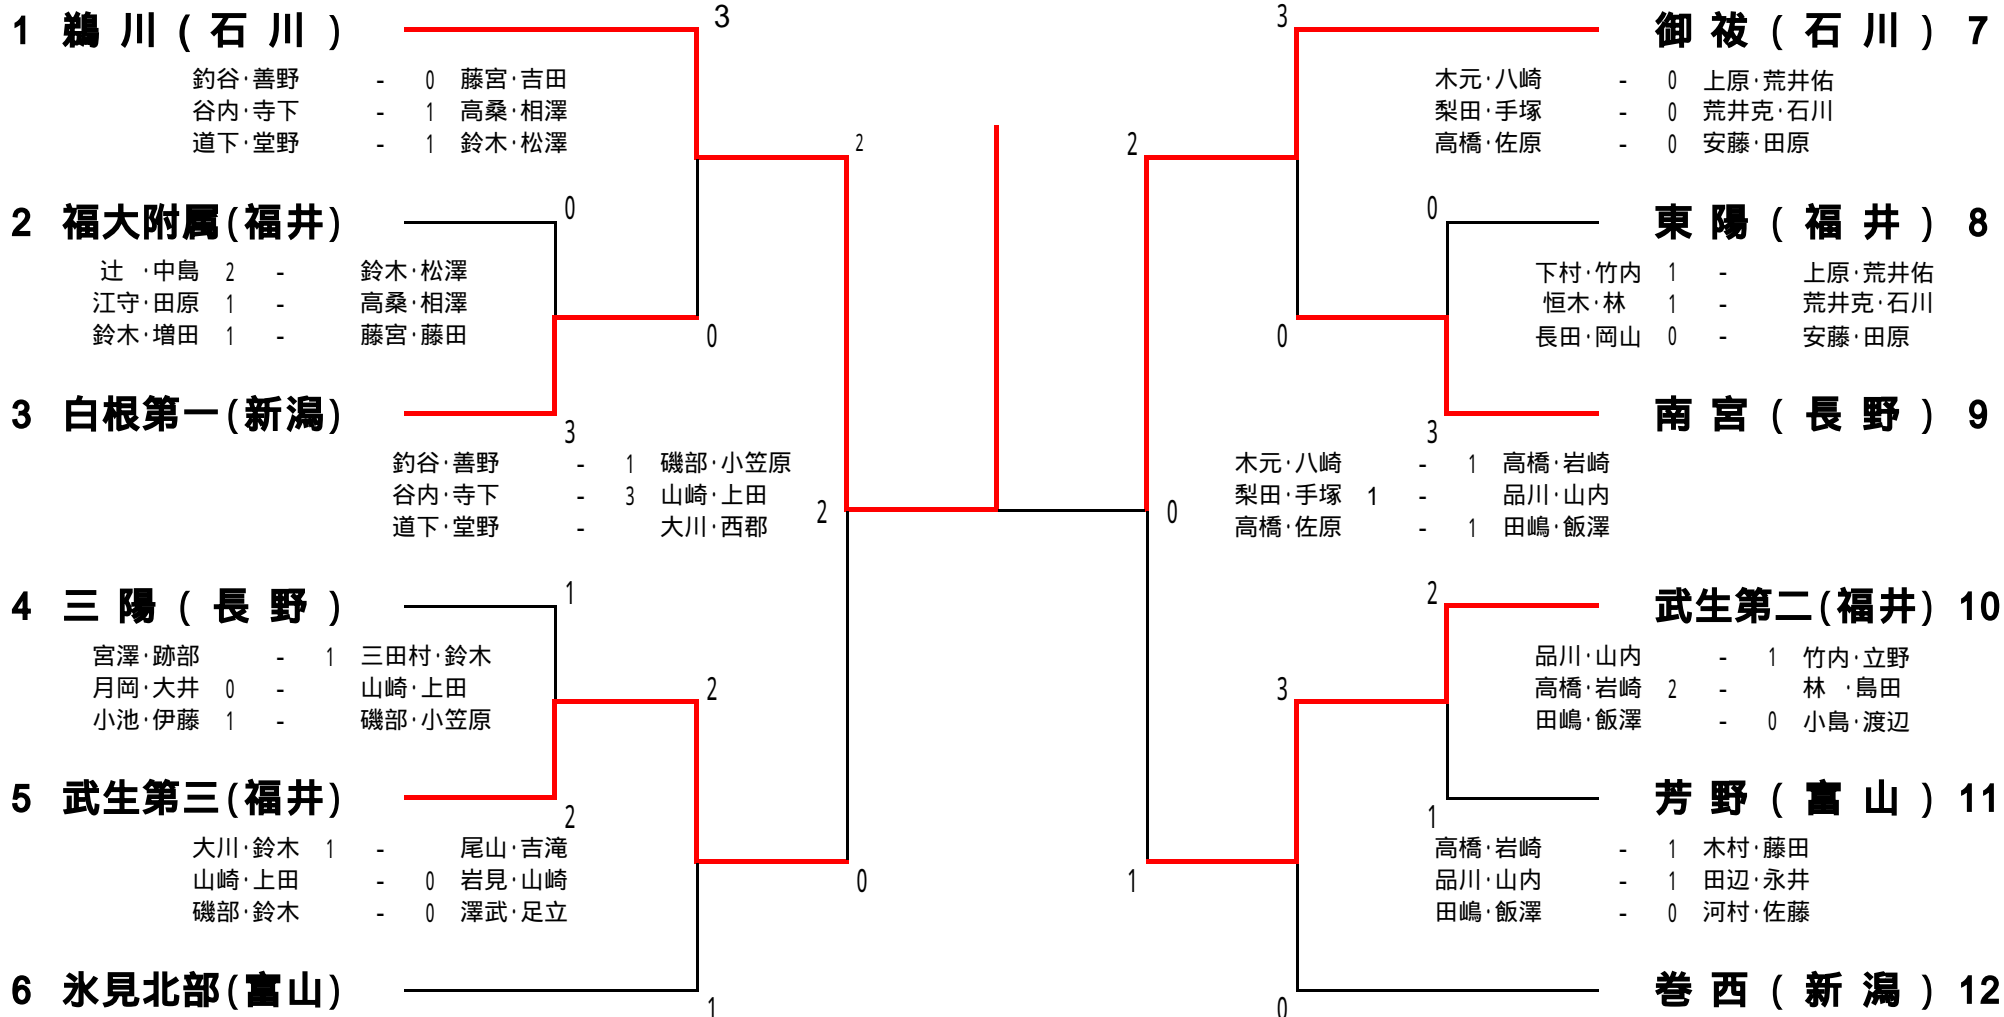 1 鵜川(石川) 3
釣谷·善野 - 0 藤宮·吉田
谷内·寺下 - 1 高桑·相澤
道下·堂野 - 1 鈴木·松澤
2
0
2 福大附属(福井)
辻 ·中島 2 - 鈴木·松澤
江守·田原 1 - 高桑·相澤
鈴木·増田 1 - 藤宮·藤田
0
3 白根第一(新潟)
3
釣谷·善野 - 1 磯部·小笠原
谷内·寺下 - 3 山崎·上田
道下·堂野 - 大川·西郡
2
4 三陽(長野) 1
宮澤·跡部 - 1 三田村·鈴木
月岡·大井 0 - 山崎·上田
小池·伊藤 1 - 磯部·小笠原
2
5 武生第三(福井)
2
大川·鈴木 1 - 尾山·吉滝
山崎·上田 - 0 岩見·山崎
磯部·鈴木 - 0 澤武·足立
0
6 氷見北部(富山)
1
3 御祓(石川) 7
木元·八崎 - 0 上原·荒井佑
梨田·手塚 - 0 荒井克·石川
高橋·佐原 - 0 安藤·田原
2
0
東陽(福井) 8
下村·竹内 1 - 上原·荒井佑
恒木·林 1 - 荒井克·石川
長田·岡山 0 - 安藤·田原
0
南宮(長野) 9
3
木元·八崎 - 1 高橋·岩崎
梨田·手塚 1 - 品川·山内
高橋·佐原 - 1 田嶋·飯澤
0
2 武生第二(福井) 10
品川·山内 - 1 竹内·立野
高橋·岩崎 2 - 林 ·島田
田嶋·飯澤 - 0 小島·渡辺
3
芳野(富山) 11
1
高橋·岩崎 - 1 木村·藤田
品川·山内 - 1 田辺·永井
田嶋·飯澤 - 0 河村·佐藤
1
巻西(新潟) 12
0